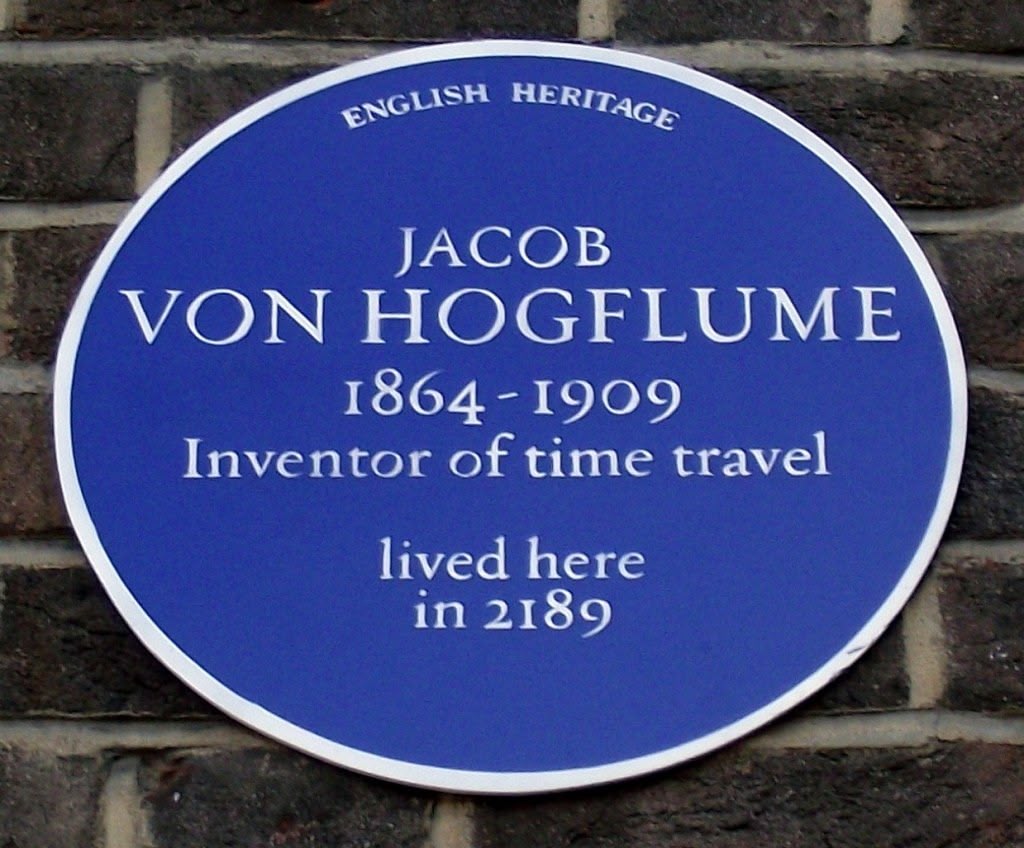 ENGLISH HERITAGE
JACOB
VON HOGFLUME
1864-1909
Inventor of time travel
lived here
in 2189